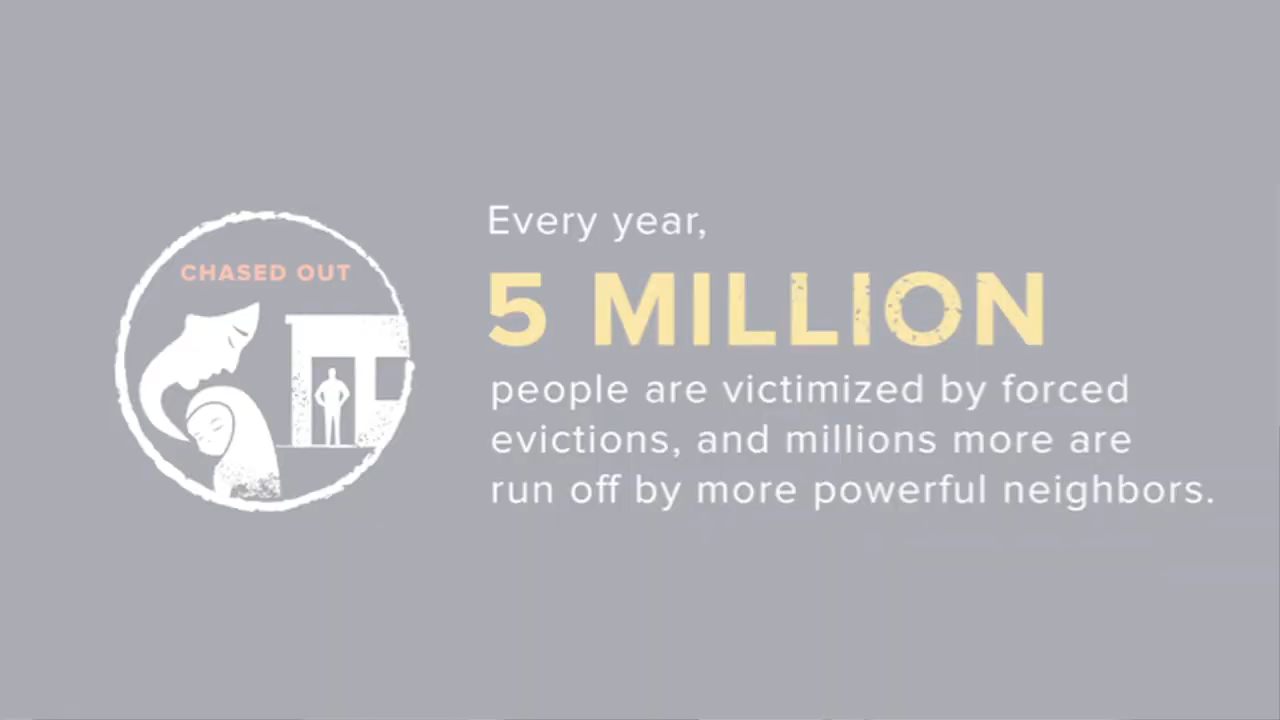 CHASED OUT
Every year,
5 MILLION
people are victimized by forced
evictions, and millions more are
run off by more powerful neighbors.